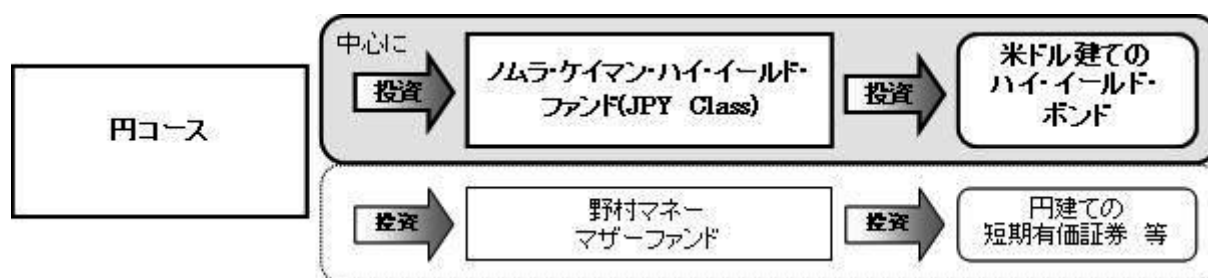 円コース
中心に
投資
ノムラ・ケイマン・ハイ・イールド・
ファンド(JPY Class)
投資
米ドル建ての
ハイ・イールド・
ボンド
投資
野村マネー
マザーファンド
投資
円建ての
短期有価証券 等